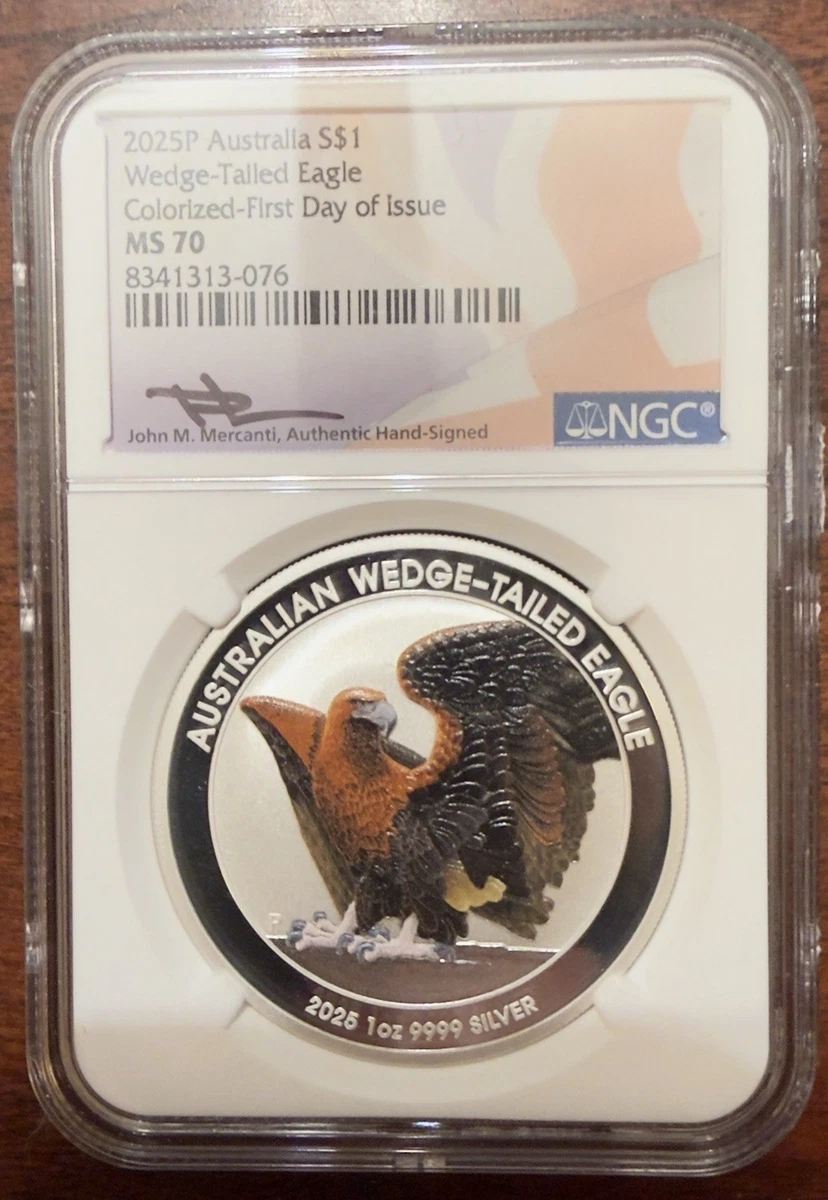 2025P Australia S$1
Wedge-Tailed Eagle
Colorized-First Day of Issue
MS 70
8341313-076
John M. Mercanti, Authentic Hand-Signed
NGC®
AUSTRALIAN WEDGE-TAILED EAGLE
P
2025 1oz 9999 SILVER